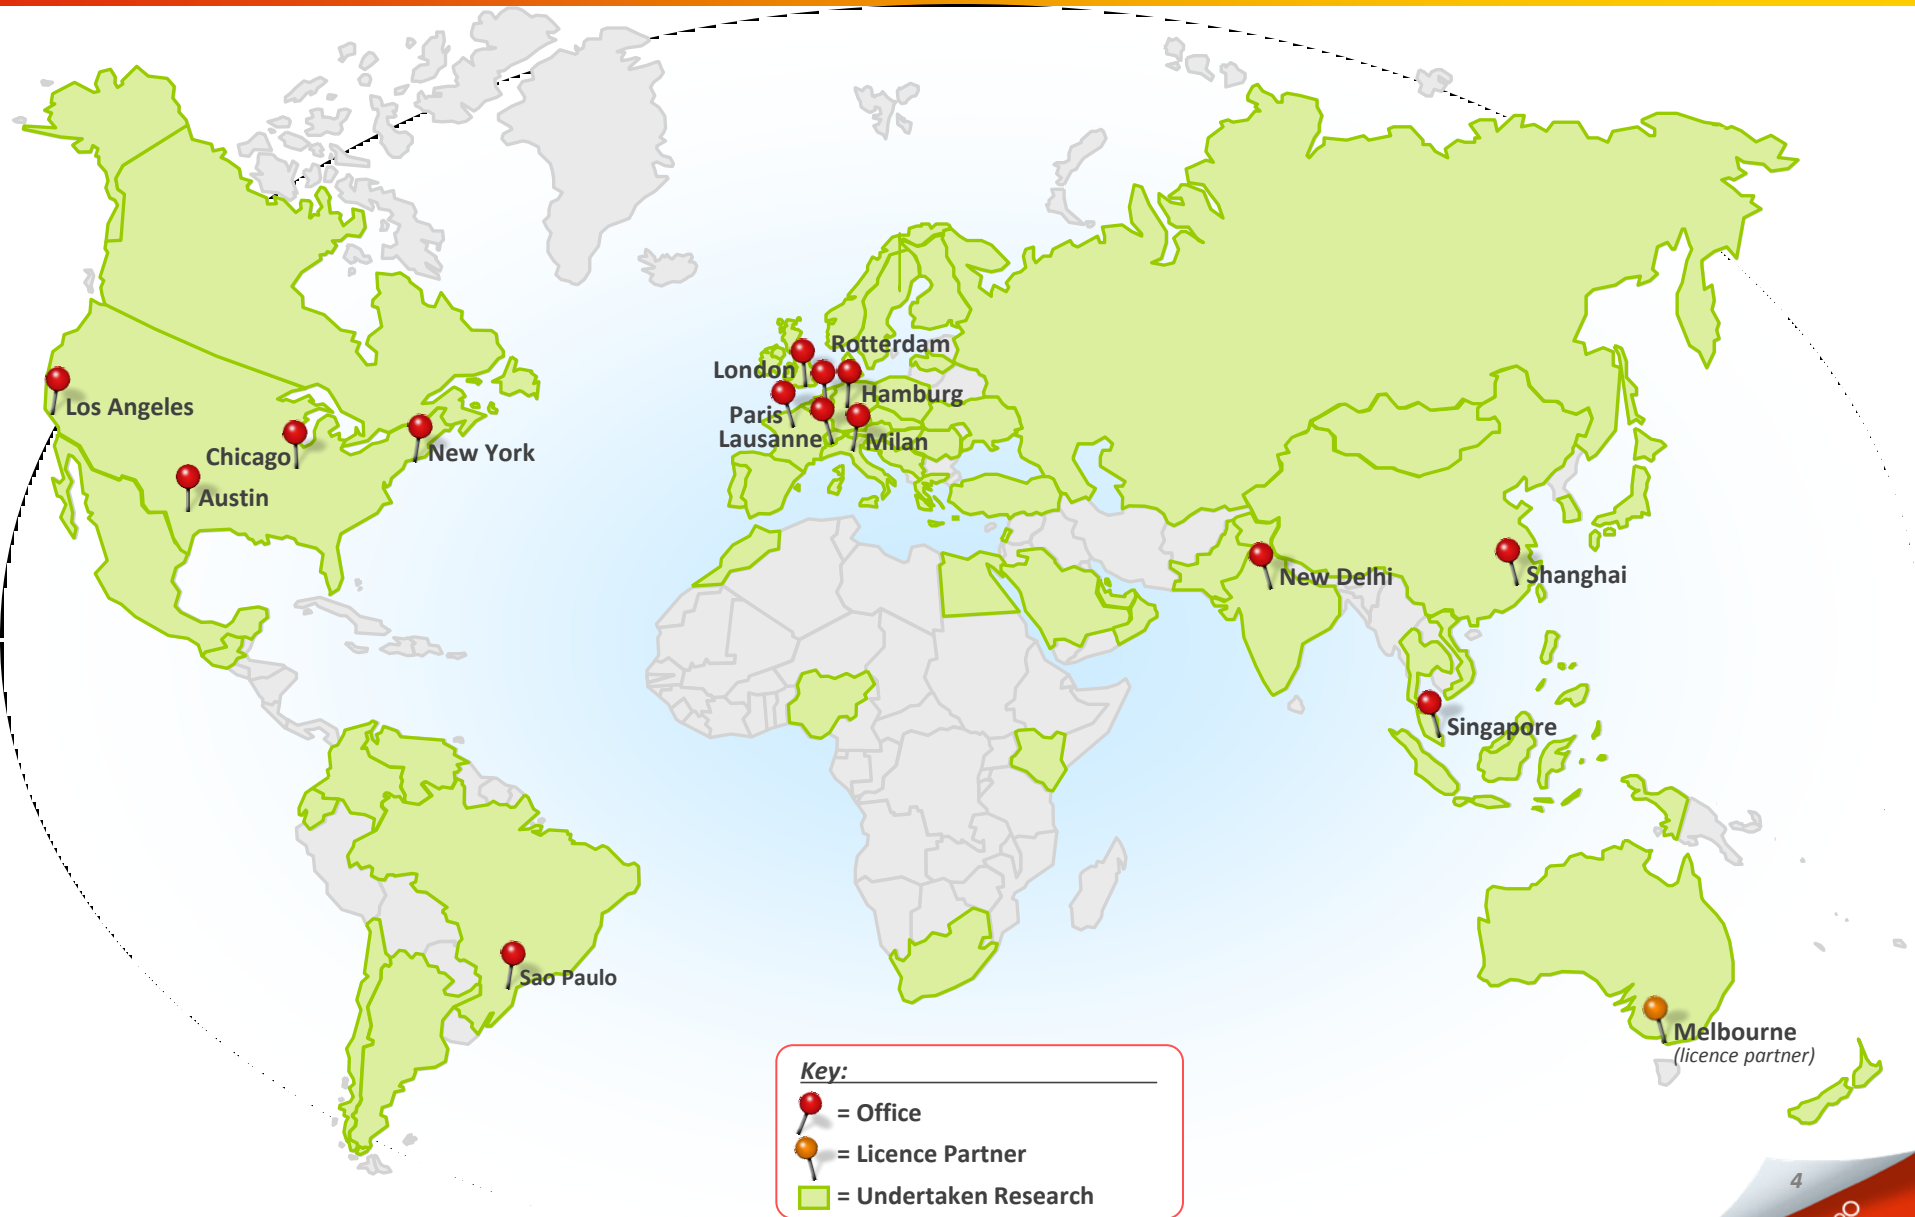 Rotterdam
London
Hamburg
Paris
Lausanne
Milan
Los Angeles
Chicago
New York
Austin
New Delhi
Shanghai
Singapore
Sao Paulo
Melbourne
(licence partner)
Key:
= Office
= Licence Partner
= Undertaken Research
4